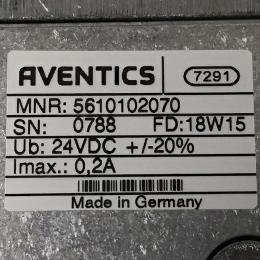 AVENTICS 7291
MNR: 5610102070
SN: 0788 FD:18W15
Ub: 24VDC +/-20%
Imax.: 0,2A
Made in Germany